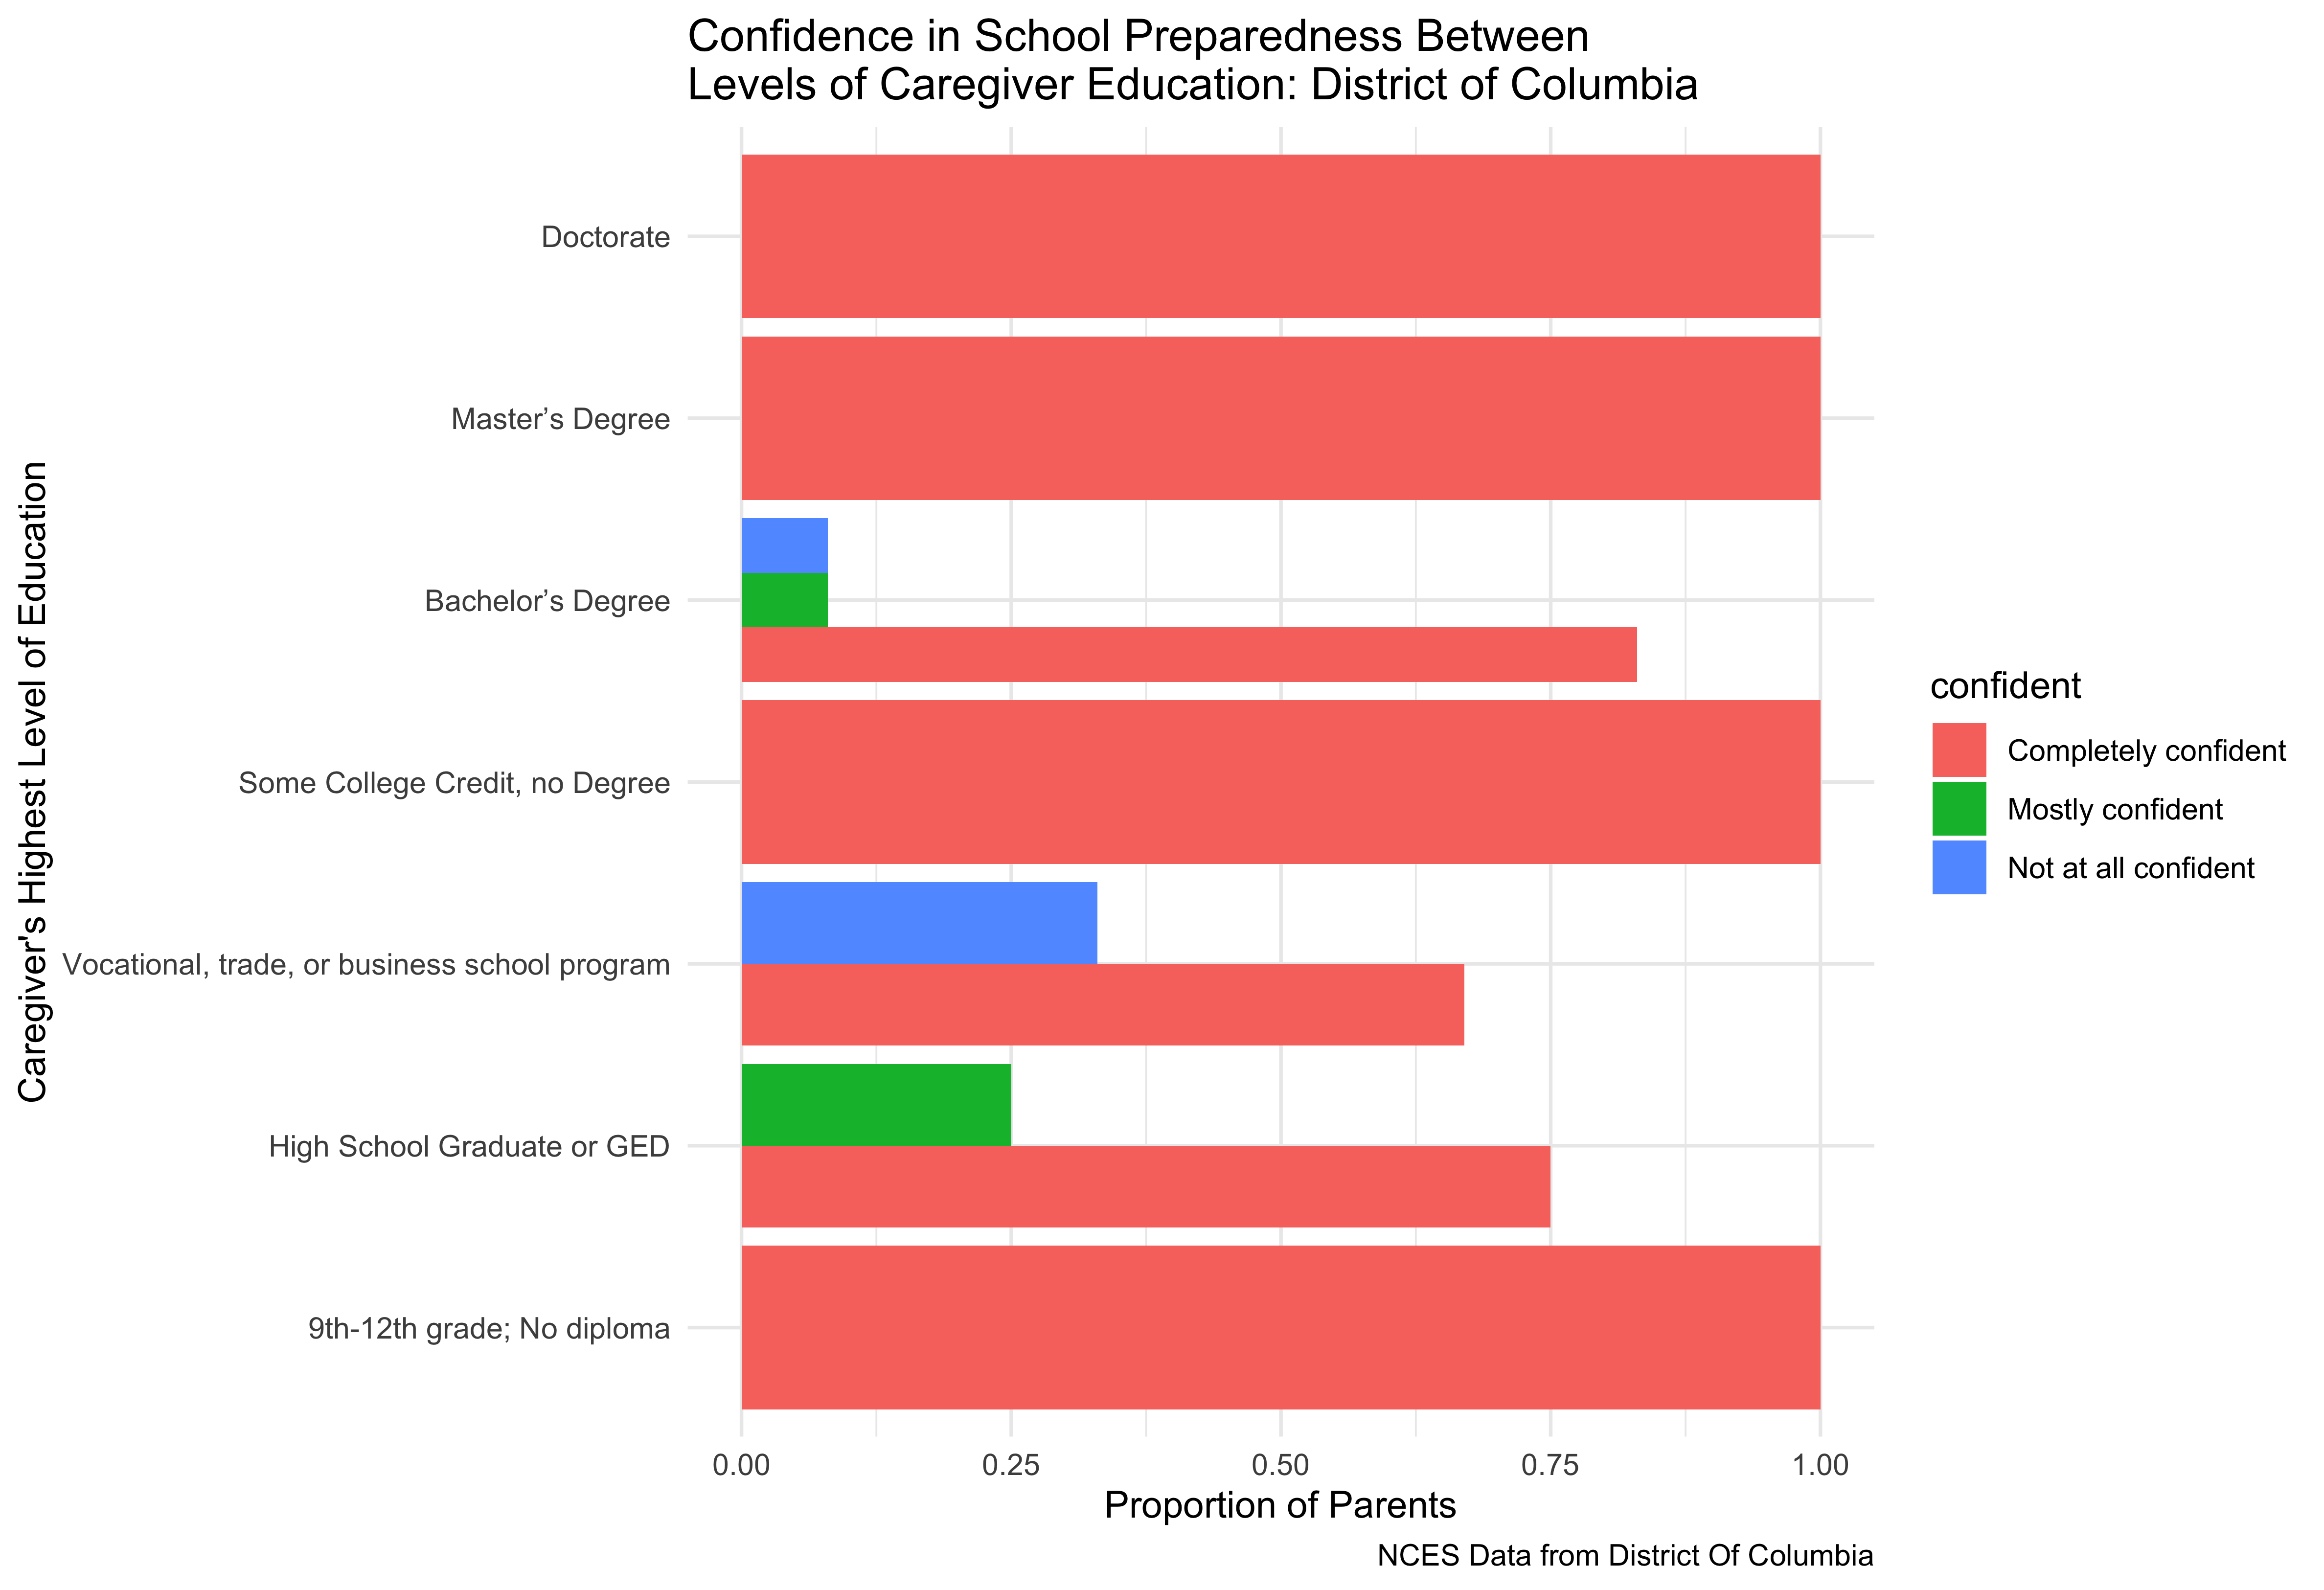 Confidence in School Preparedness Between
Levels of Caregiver Education: District of Columbia
Caregiver's Highest Level of Education
Doctorate
Master’s Degree
Bachelor’s Degree
Some College Credit, no Degree
Vocational, trade, or business school program
High School Graduate or GED
9th-12th grade; No diploma
0.00 0.25 0.50 0.75 1.00
Proportion of Parents
confident
Completely confident
Mostly confident
Not at all confident
NCES Data from District Of Columbia